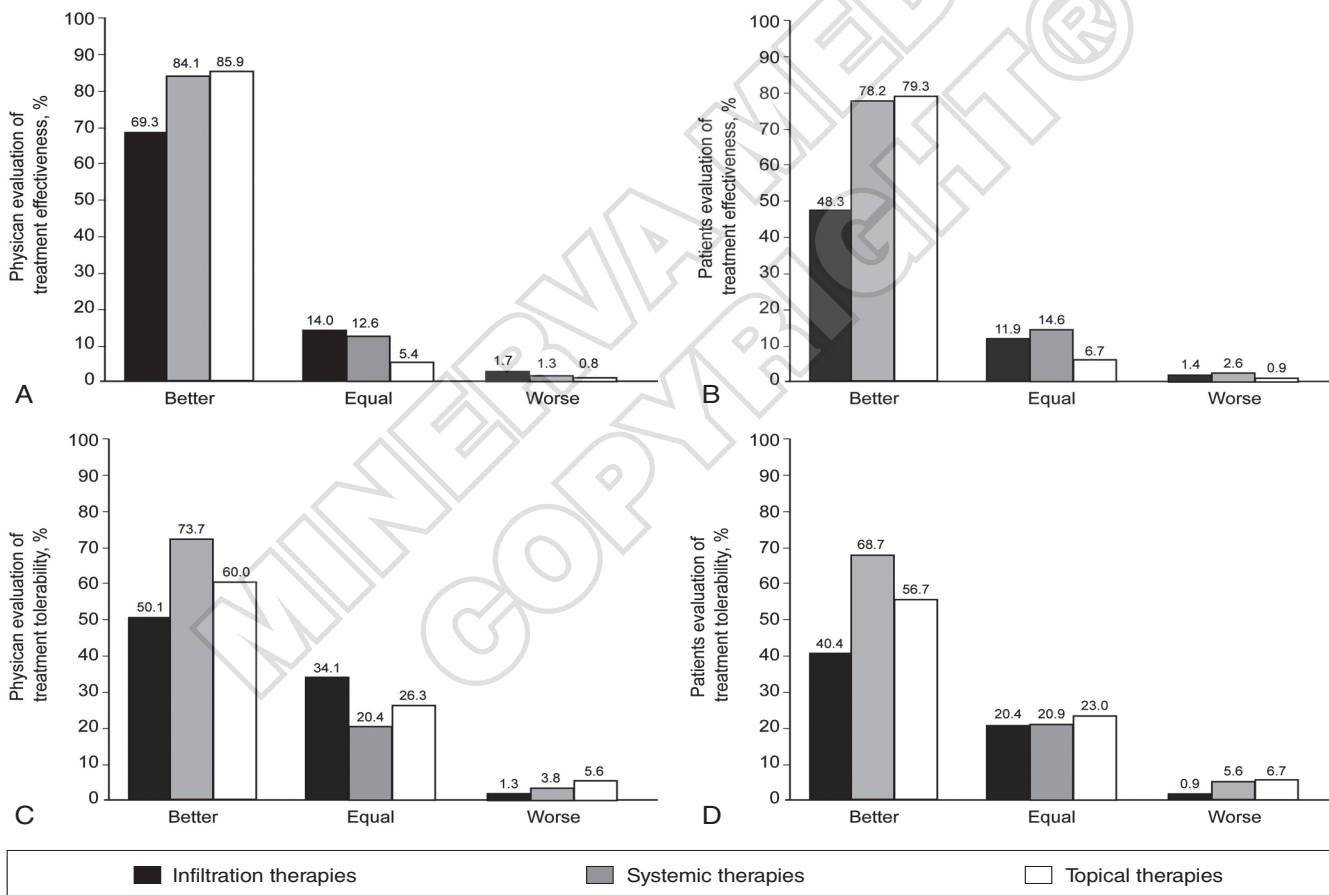 Physican evaluation of
treatment effectiveness, %
100
90
80
70
60
50
40
30
20
10
0
69.3
84.1
85.9
14.0
12.6
5.4
1.7
1.3
0.8
Better
Equal
Worse
A
Patients evaluation of
treatment effectiveness, %
100
90
80
70
60
50
40
30
20
10
0
48.3
78.2
79.3
11.9
14.6
6.7
1.4
2.6
0.9
Better
Equal
Worse
B
Physican evaluation of
treatment tolerability, %
100
90
80
70
60
50
40
30
20
10
0
50.1
73.7
60.0
34.1
20.4
26.3
1.3
3.8
5.6
Better
Equal
Worse
C
Patients evaluation of
treatment tolerability, %
100
90
80
70
60
50
40
30
20
10
0
40.4
68.7
56.7
20.4
20.9
23.0
0.9
5.6
6.7
Better
Equal
Worse
D
Infiltration therapies
Systemic therapies
Topical therapies
MINERVA
COPYRIGHT®